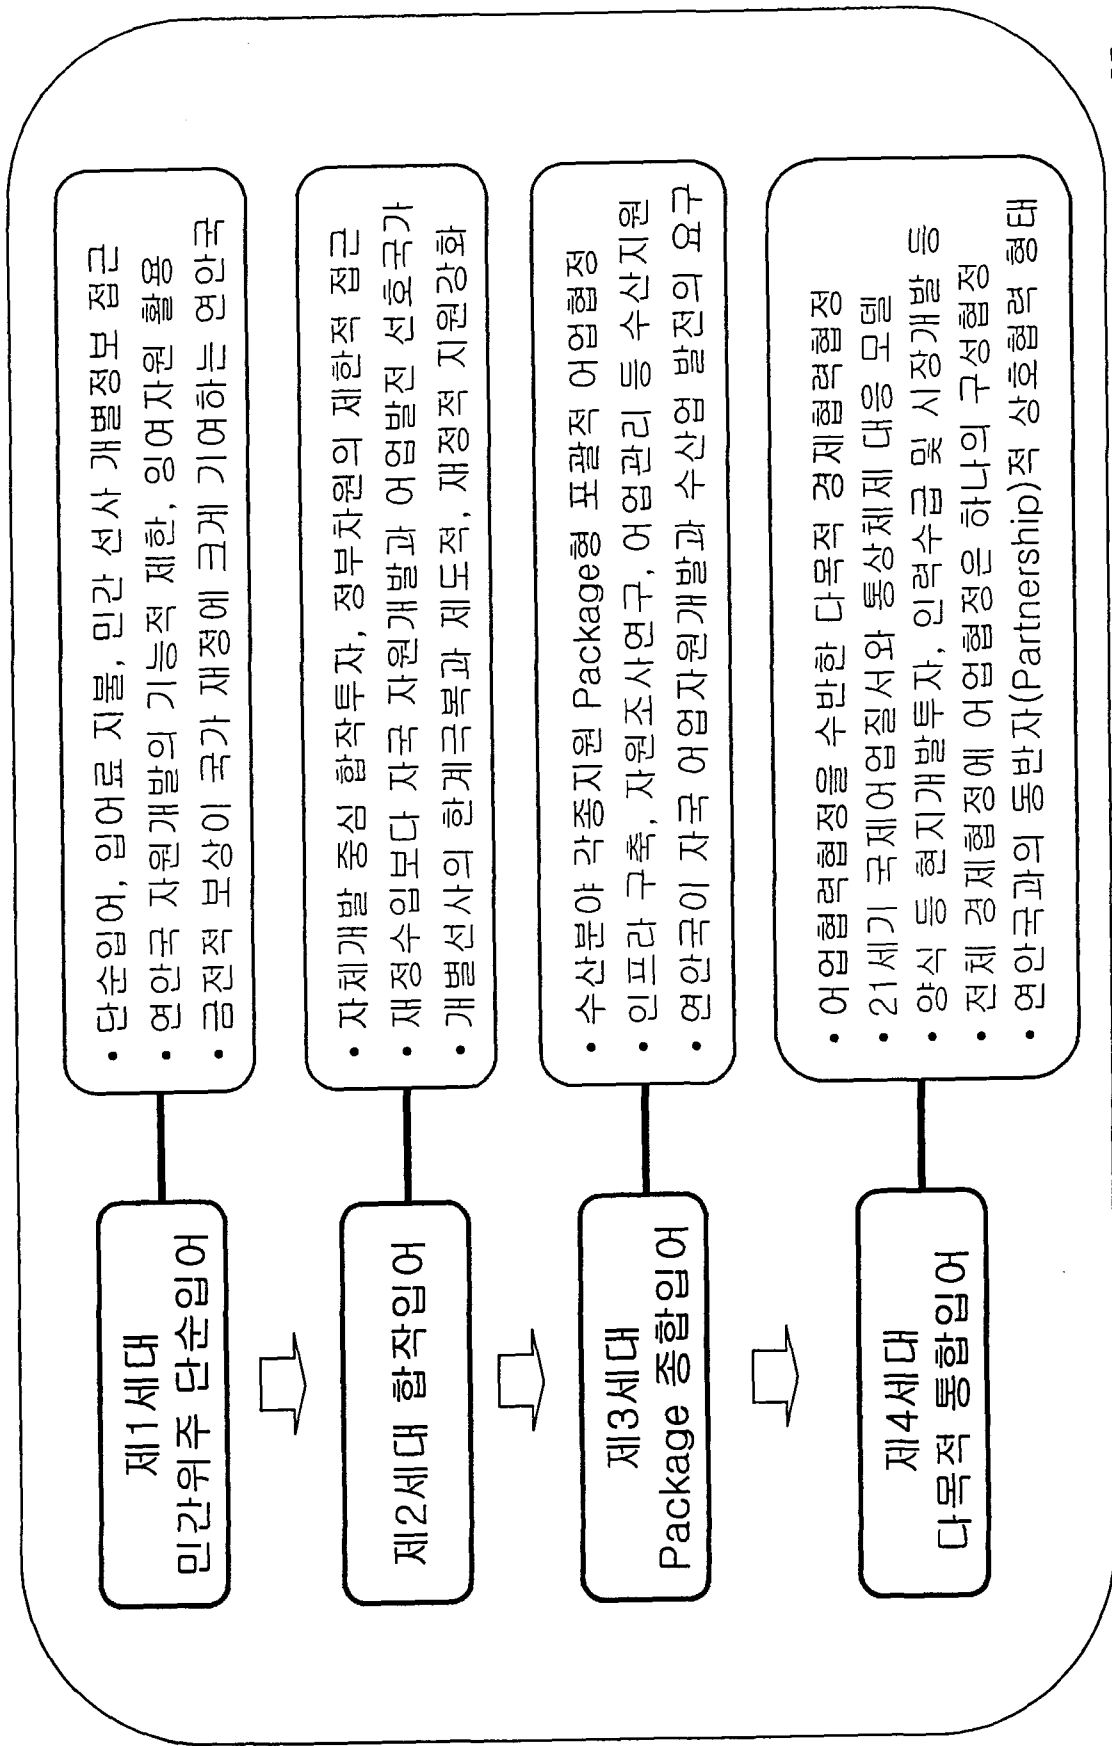 제1세대
민간위주 단순입어
• 단순입어, 입어료 지불, 민간 선사 개별정보 접근
• 연안국 자원개발의 기능적 제한, 잉여자원 활용
• 금전적 보상이 국가 재정에 크게 기여하는 연안국
제2세대 합작입어
• 자체개발 중심 합작투자, 정부차원의 제한적 접근
• 재정수입보다 자국 자원개발과 어업발전 선호국가
• 개별선사의 한계극복과 제도적, 재정적 지원강화
제3세대
Package 종합입어
• 수산분야 각종지원 Package형 포괄적 어업협정
• 인프라 구축, 자원조사연구, 어업관리 등 수산지원
• 연안국이 자국 어업자원개발과 수산업 발전의 요구
제4세대
다목적 통합입어
• 어업협력협정을 수반한 다목적 경제협력협정
• 21세기 국제어업질서와 통상체제 대응 모델
• 양식 등 현지개발투자, 인력수급 및 시장개발 등
• 전체 경제협정에 어업협정은 하나의 구성협정
• 연안국과의 동반자(Partnership)적 상호협력 형태